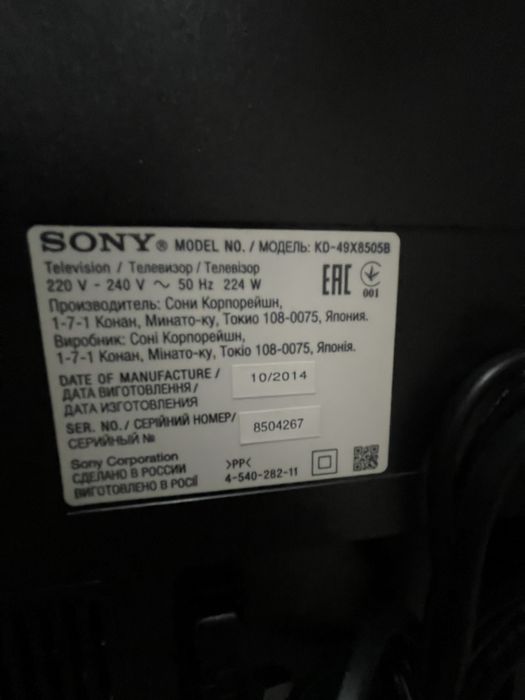 SONY® MODEL NO. / МОДЕЛЬ: KD-49X8505B
Television / Телевизор / Телевізор
220 V - 240 V ~ 50 Hz 224 W
EAC
001
Производитель: Сони Корпорейшн,
1-7-1 Конан, Минато-ку, Токио 108-0075, Япония.
Виробник: Соні Корпорейшн,
1-7-1 Конан, Мінато-ку, Токіо 108-0075, Японія.
DATE OF MANUFACTURE /
ДАТА ВИГОТОВЛЕННЯ /
ДАТА ИЗГОТОВЛЕНИЯ
10/2014
SER. NO./ СЕРІЙНИЙ НОМЕР/
СЕРИЙНЫЙ №
8504267
Sony Corporation
СДЕЛАНО В РОССИИ
ВИГОТОВЛЕНО В РОСІЇ
>PP<
4-540-282-11